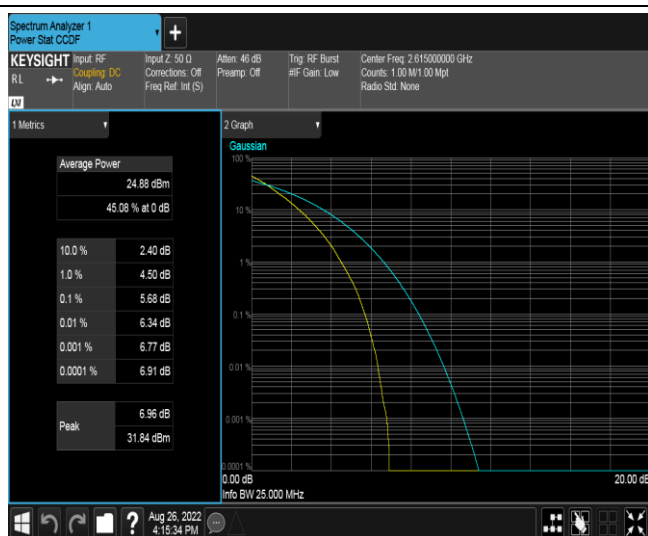 Spectrum Analyzer 1
Power Stat CCDF
+
KEYSIGHT
RL
LXI
Input: RF
Coupling: DC
Align: Auto
Input Z: 50 Ω
Corrections: Off
Freq Ref: Int (S)
Atten: 46 dB
Preamp: Off
Trig: RF Burst
#IF Gain: Low
Center Freq: 2.615000000 GHz
Counts: 1.00 M/1.00 Mpt
Radio Std: None
1 Metrics
Average Power
24.88 dBm
45.08 % at 0 dB
10.0 % 2.40 dB
1.0 % 4.50 dB
0.1 % 5.68 dB
0.01 % 6.34 dB
0.001 % 6.77 dB
0.0001 % 6.91 dB
Peak
6.96 dB
31.84 dBm
2 Graph
Gaussian
100 %
10 %
1 %
0.1 %
0.01 %
0.001 %
0.0001 %
0.00 dB 20.00 dB
Info BW 25.000 MHz
?
Aug 26, 2022
4:15:34 PM